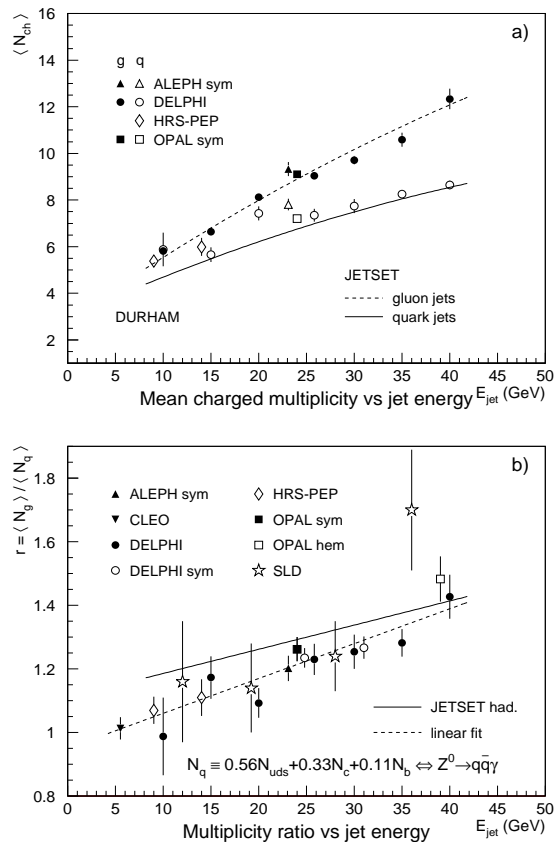 ⟨ N_ch ⟩
16
14
12
10
8
6
4
2
a)
g q
ALEPH sym
DELPHI
HRS-PEP
OPAL sym
DURHAM
JETSET
gluon jets
quark jets
0 5 10 15 20 25 30 35 40 45 50
Mean charged multiplicity vs jet energy E_jet (GeV)
r = ⟨ N_g ⟩ / ⟨ N_q ⟩
1.8
1.6
1.4
1.2
1
0.8
b)
ALEPH sym
CLEO
DELPHI
DELPHI sym
HRS-PEP
OPAL sym
OPAL hem
SLD
JETSET had.
linear fit
N_q ≡ 0.56N_uds+0.33N_c+0.11N_b ⇔ Z⁰→qq̄γ
0 5 10 15 20 25 30 35 40 45 50
Multiplicity ratio vs jet energy E_jet (GeV)